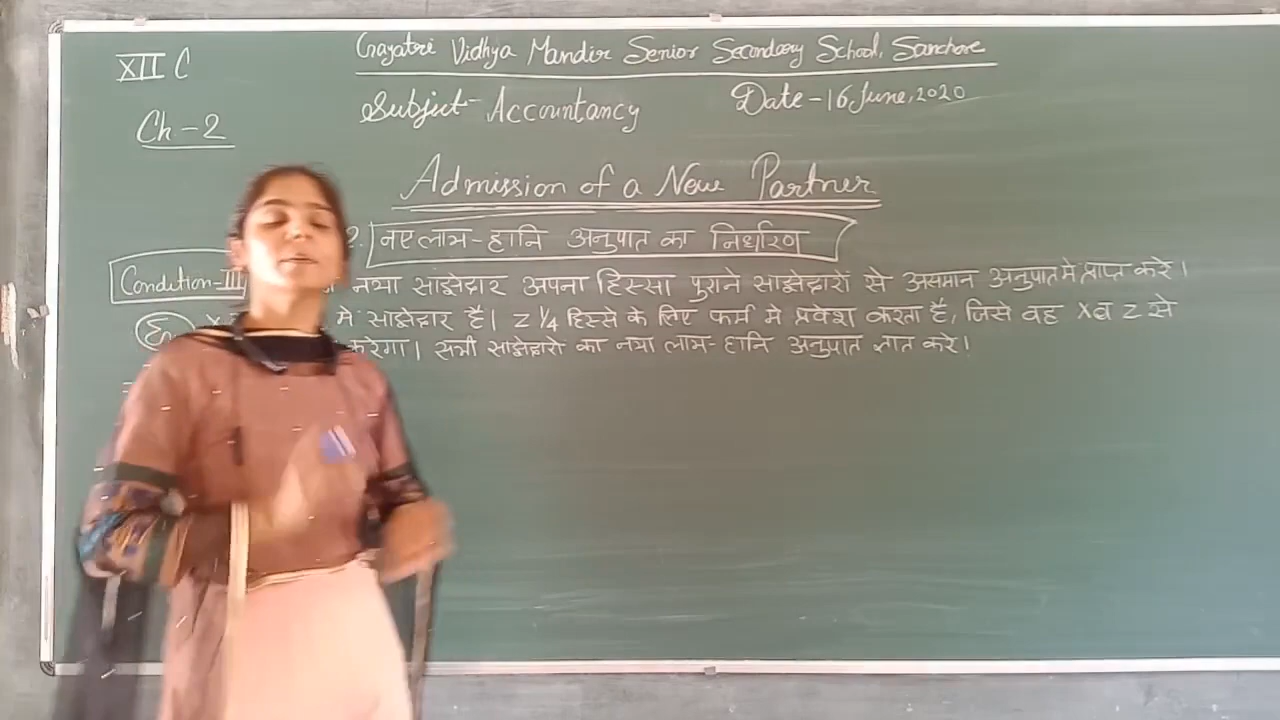 XII C
Gayatri Vidhya Mandir Senior Secondary School, Sanchore
Subject - Accountancy
Date - 16 June, 2020
Ch - 2
Admission of a New Partner
2. नए लाभ - हानि अनुपात का निर्धारण
Condition - III नया साझेदार अपना हिस्सा पुराने साझेदारों से असमान अनुपात में प्राप्त करे।
E. X में साझेदार है। Z 1/4 हिस्से के लिए फर्म मे प्रवेश करता है, जिसे वह X व Z से
करेगा। सभी साझेदारो का नया लाभ - हानि अनुपात ज्ञात करे।